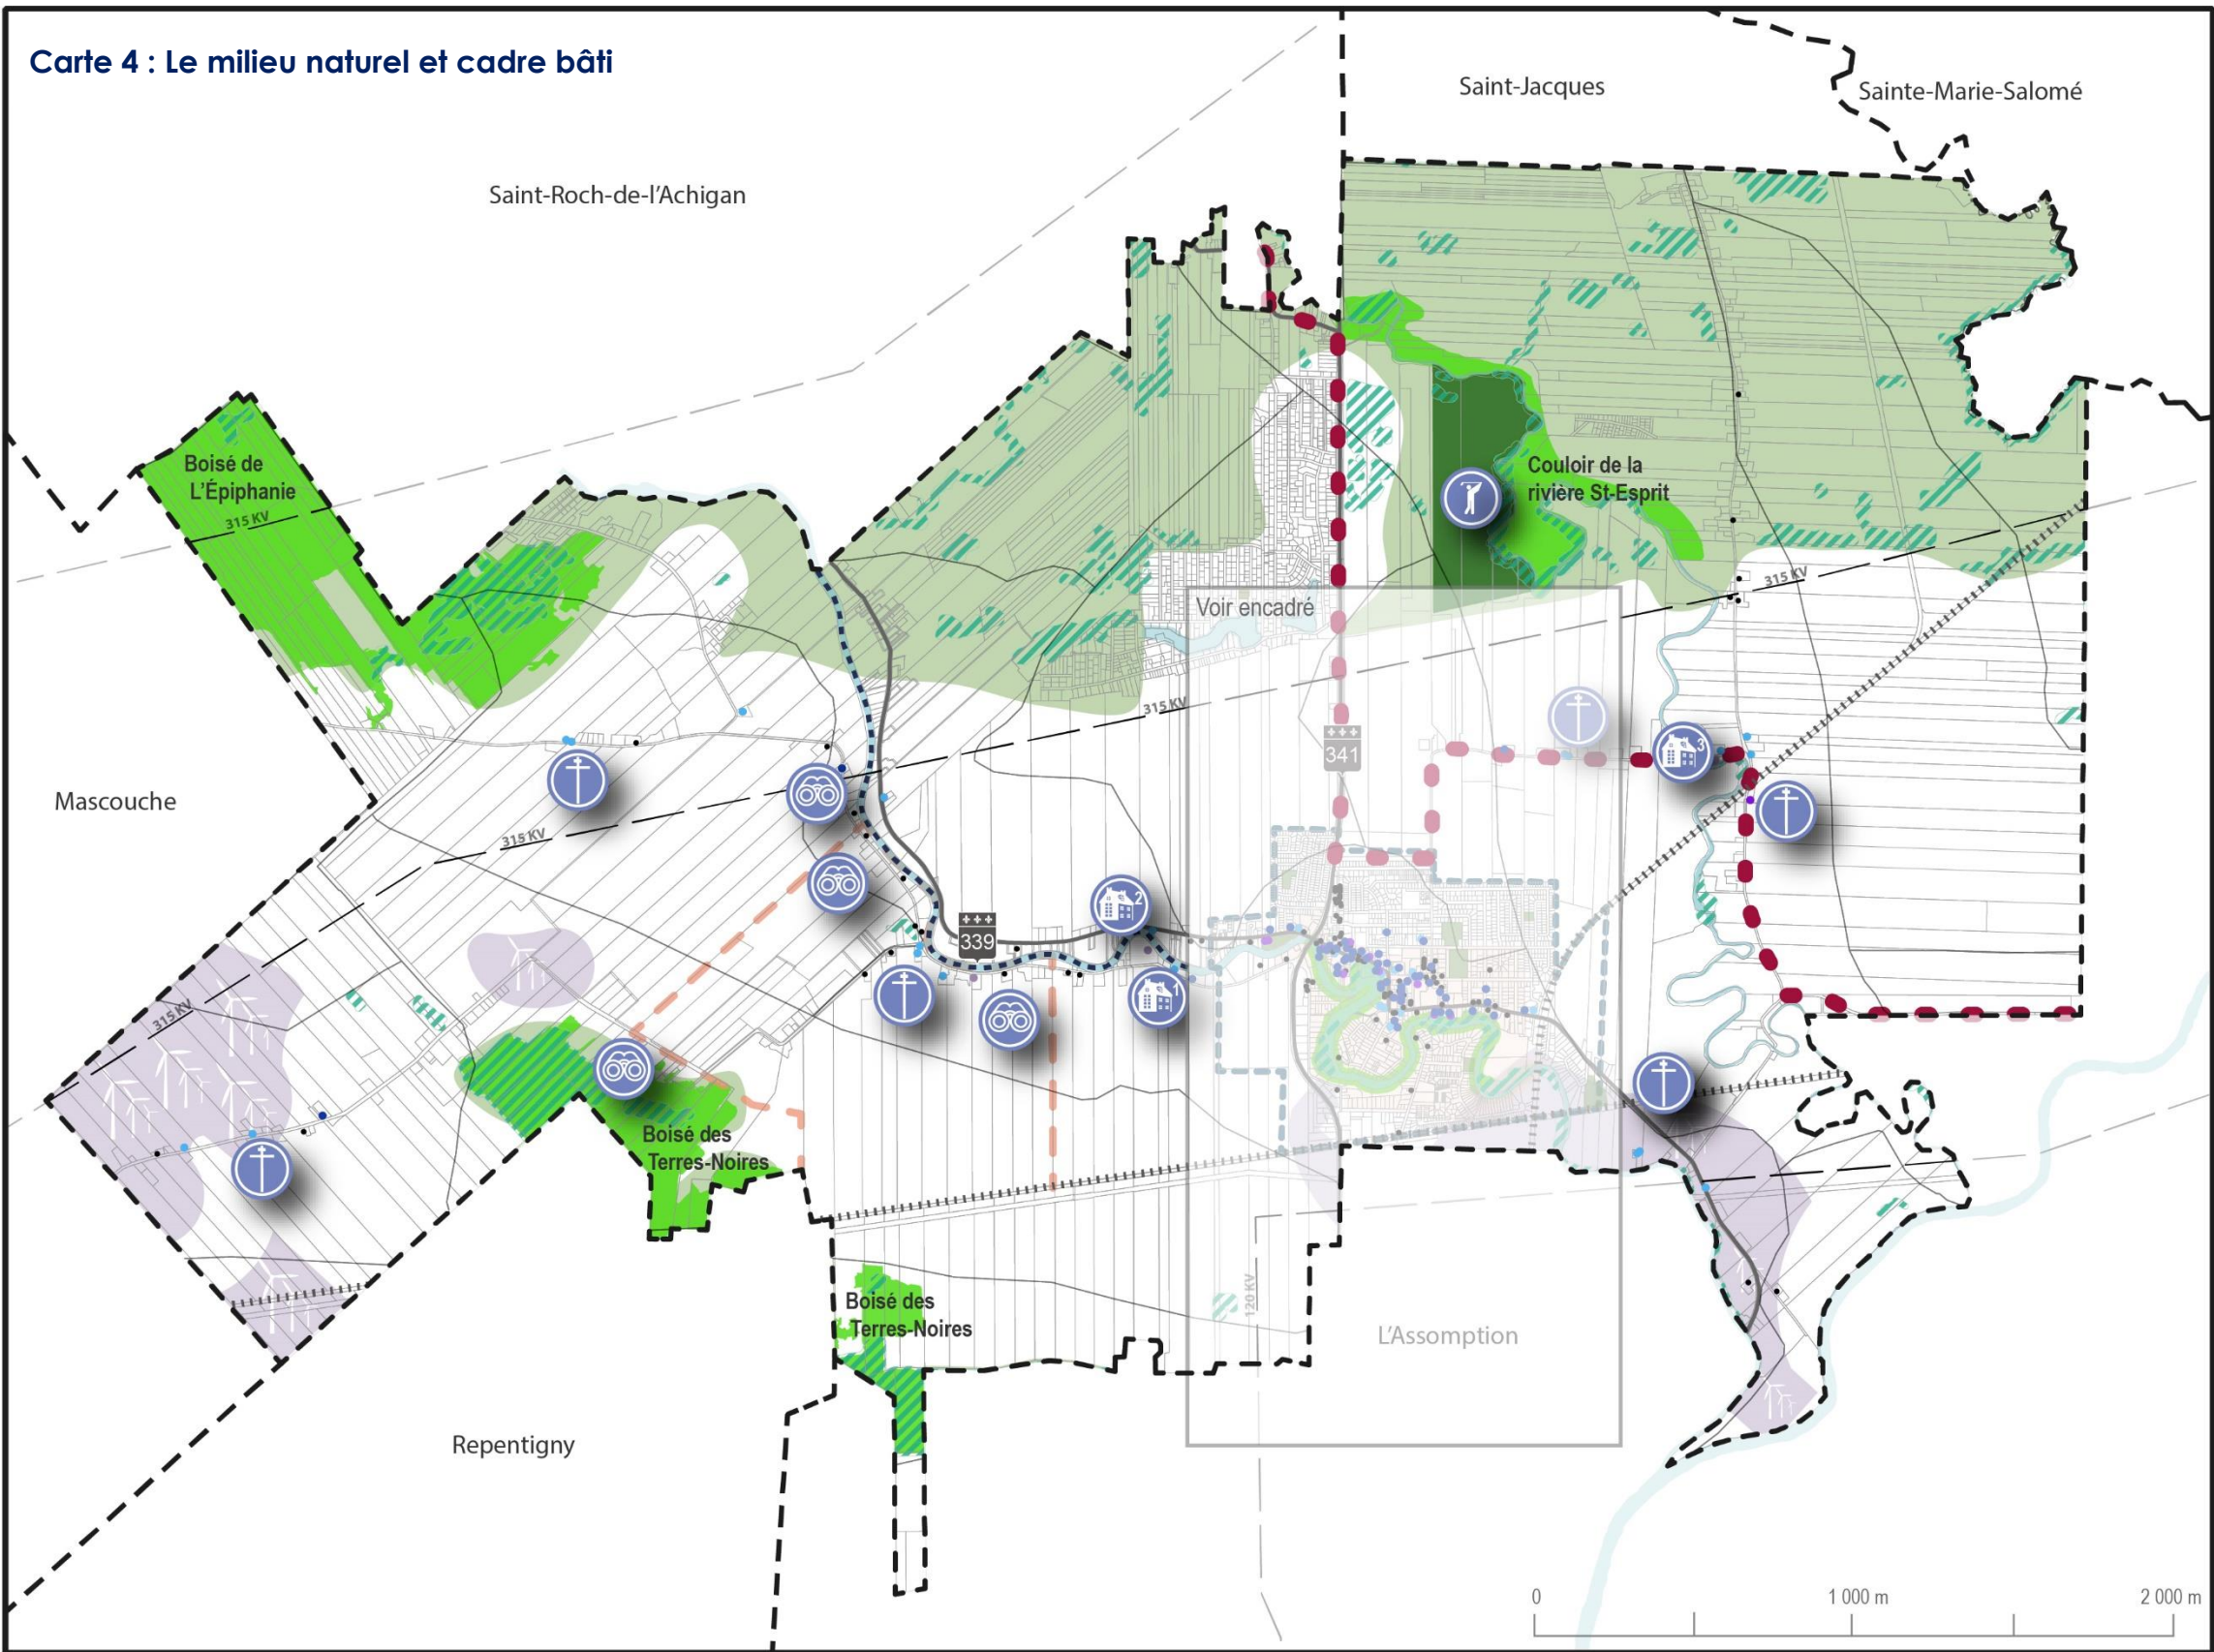 Carte 4 : Le milieu naturel et cadre bâti
Saint-Jacques
Sainte-Marie-Salomé
Saint-Roch-de-l'Achigan
Boisé de
L'Épiphanie
315 KV
Couloir de la
rivière St-Esprit
315 KV
Voir encadré
315 KV
341
3
Mascouche
315 KV
2
339
1
315 KV
Boisé des
Terres-Noires
Boisé des
Terres-Noires
120 KV
L'Assomption
Repentigny
0
1 000 m
2 000 m